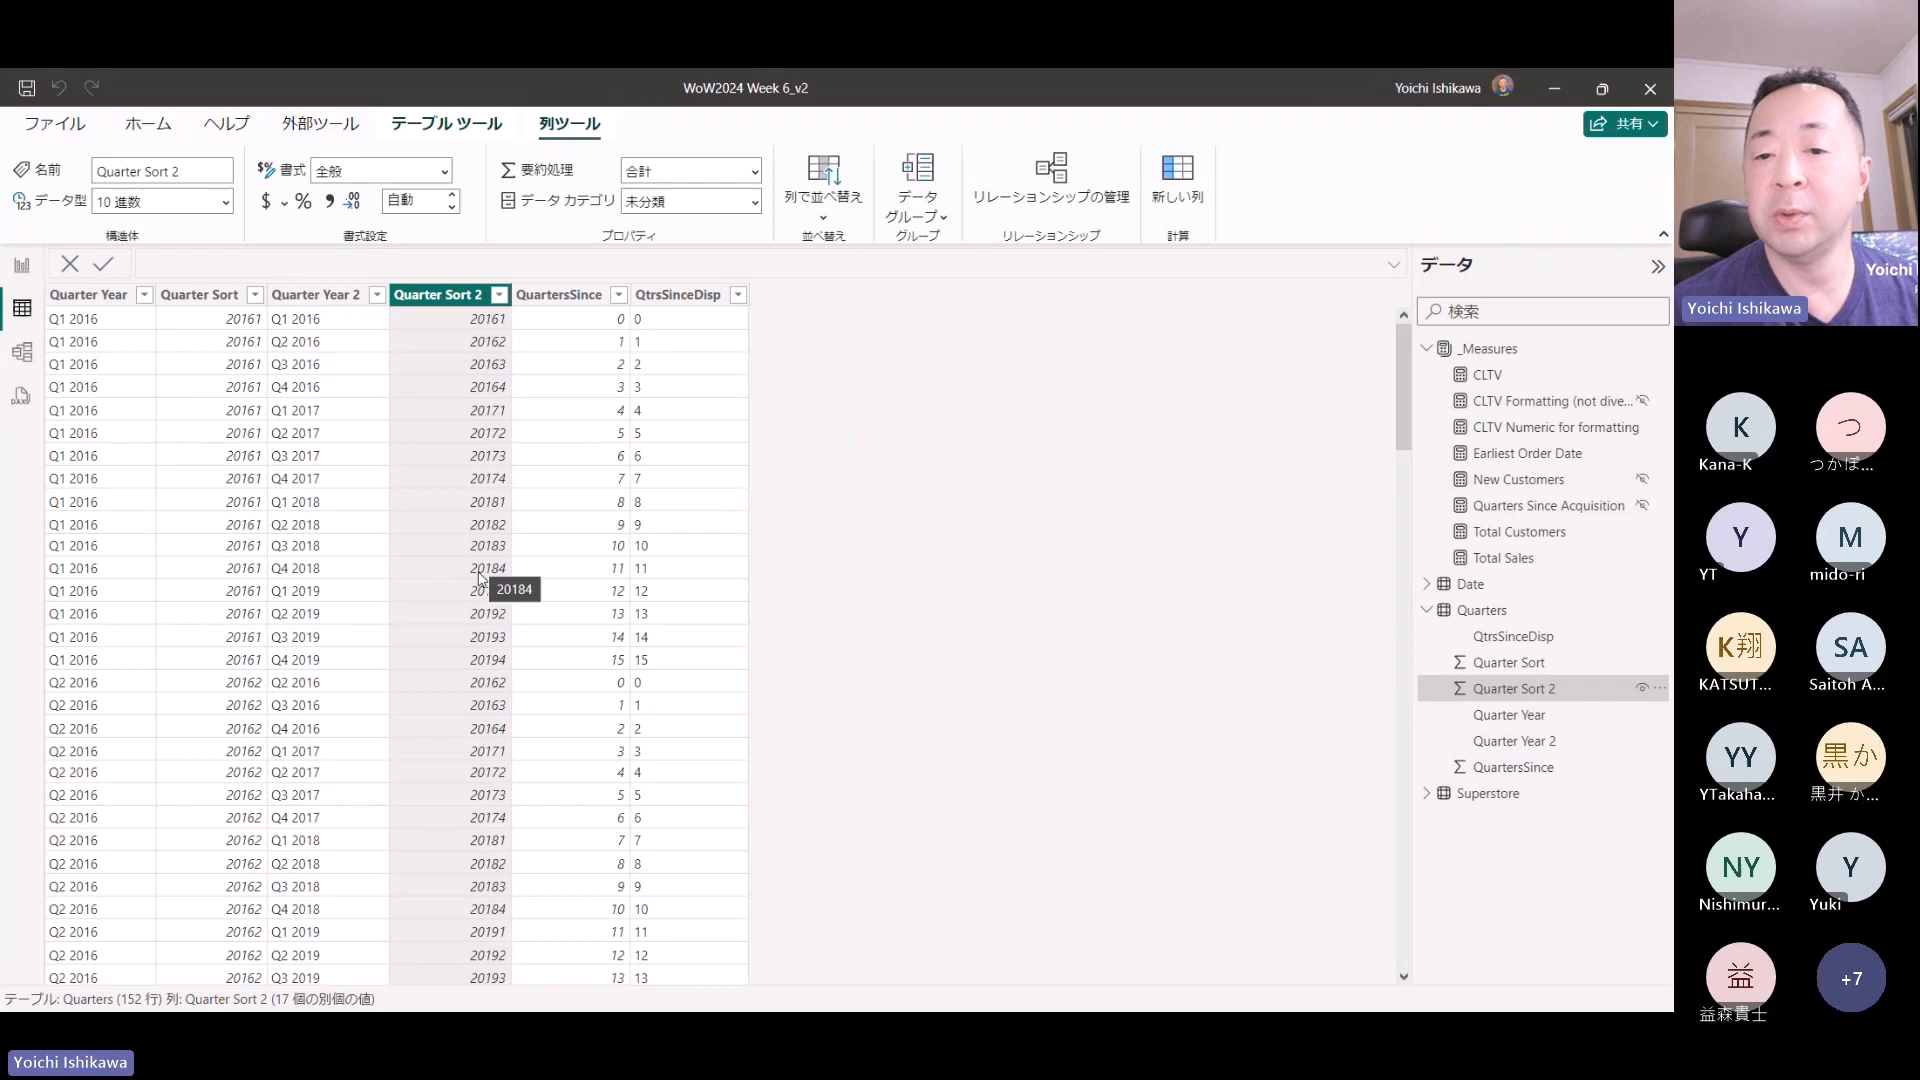 WoW2024 Week 6_v2
Yoichi Ishikawa
ファイル ホーム ヘルプ 外部ツール テーブル ツール 列ツール
共有
名前 Quarter Sort 2
データ型 10 進数
構造体
書式 全般
$ % 自動
書式設定
要約処理 合計
データ カテゴリ 未分類
プロパティ
列で並べ替え
並べ替え
データ
グループ
グループ
リレーションシップの管理
リレーションシップ
新しい列
計算
Quarter Year Quarter Sort Quarter Year 2 Quarter Sort 2 QuartersSince QtrsSinceDisp
Q1 2016 20161 Q1 2016 20161 0 0
Q1 2016 20161 Q2 2016 20162 1 1
Q1 2016 20161 Q3 2016 20163 2 2
Q1 2016 20161 Q4 2016 20164 3 3
Q1 2016 20161 Q1 2017 20171 4 4
Q1 2016 20161 Q2 2017 20172 5 5
Q1 2016 20161 Q3 2017 20173 6 6
Q1 2016 20161 Q4 2017 20174 7 7
Q1 2016 20161 Q1 2018 20181 8 8
Q1 2016 20161 Q2 2018 20182 9 9
Q1 2016 20161 Q3 2018 20183 10 10
Q1 2016 20161 Q4 2018 20184 11 11
20184
Q1 2016 20161 Q1 2019 12 12
Q1 2016 20161 Q2 2019 20192 13 13
Q1 2016 20161 Q3 2019 20193 14 14
Q1 2016 20161 Q4 2019 20194 15 15
Q2 2016 20162 Q2 2016 20162 0 0
Q2 2016 20162 Q3 2016 20163 1 1
Q2 2016 20162 Q4 2016 20164 2 2
Q2 2016 20162 Q1 2017 20171 3 3
Q2 2016 20162 Q2 2017 20172 4 4
Q2 2016 20162 Q3 2017 20173 5 5
Q2 2016 20162 Q4 2017 20174 6 6
Q2 2016 20162 Q1 2018 20181 7 7
Q2 2016 20162 Q2 2018 20182 8 8
Q2 2016 20162 Q3 2018 20183 9 9
Q2 2016 20162 Q4 2018 20184 10 10
Q2 2016 20162 Q1 2019 20191 11 11
Q2 2016 20162 Q2 2019 20192 12 12
Q2 2016 20162 Q3 2019 20193 13 13
テーブル: Quarters (152 行) 列: Quarter Sort 2 (17 個の別個の値)
データ
検索
_Measures
CLTV
CLTV Formatting (not dive...
CLTV Numeric for formatting
Earliest Order Date
New Customers
Quarters Since Acquisition
Total Customers
Total Sales
Date
Quarters
QtrsSinceDisp
Quarter Sort
Quarter Sort 2
Quarter Year
Quarter Year 2
QuartersSince
Superstore
Yoichi
Yoichi Ishikawa
K
Kana-K
つ
つかぽ...
Y
YT
M
mido-ri
K翔
KATSUT...
SA
Saitoh A...
YY
YTakaha...
黒か
黒井 か...
NY
Nishimur...
Y
Yuki
益
益森貴士
+7
Yoichi Ishikawa